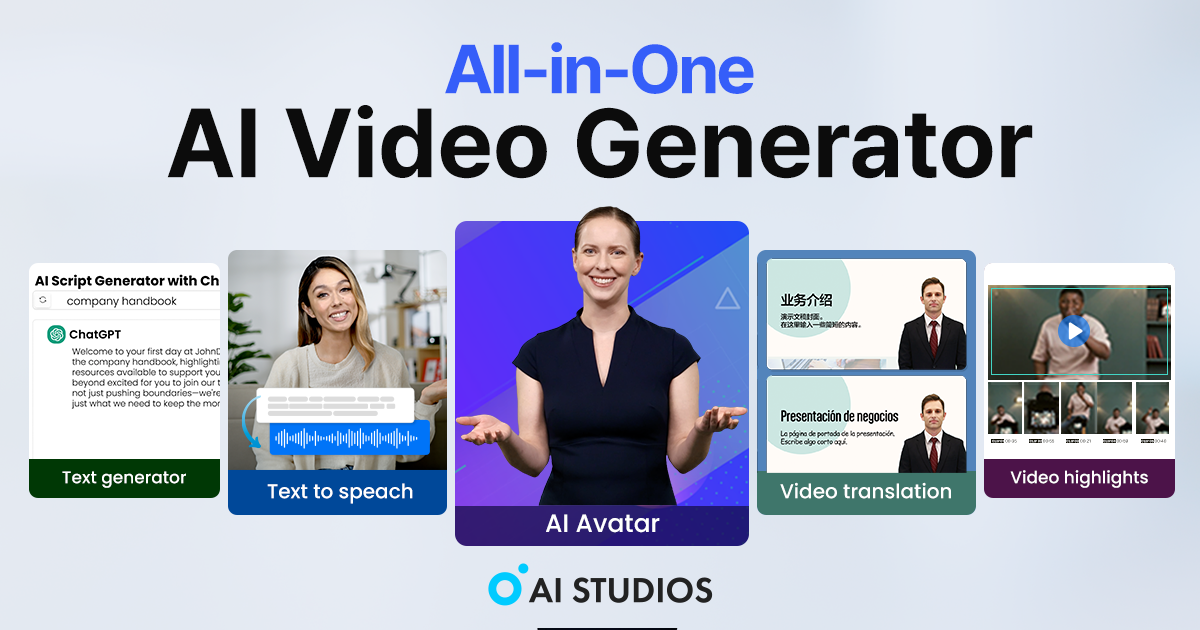 All-in-One
AI Video Generator
AI Script Generator with Ch
company handbook
ChatGPT
Welcome to your first day at JohnD
the company handbook, highlighti
resources available to support you
beyond excited for you to join our t
not just pushing boundaries—we're
just what we need to keep the mor
Text generator
Text to speach
AI Avatar
业务介绍
演示文稿封面。
在这里输入一些简短的内容。
Presentación de negocios
La página de portada de la presentación.
Escribe algo corto aquí.
Video translation
Video highlights
AI STUDIOS